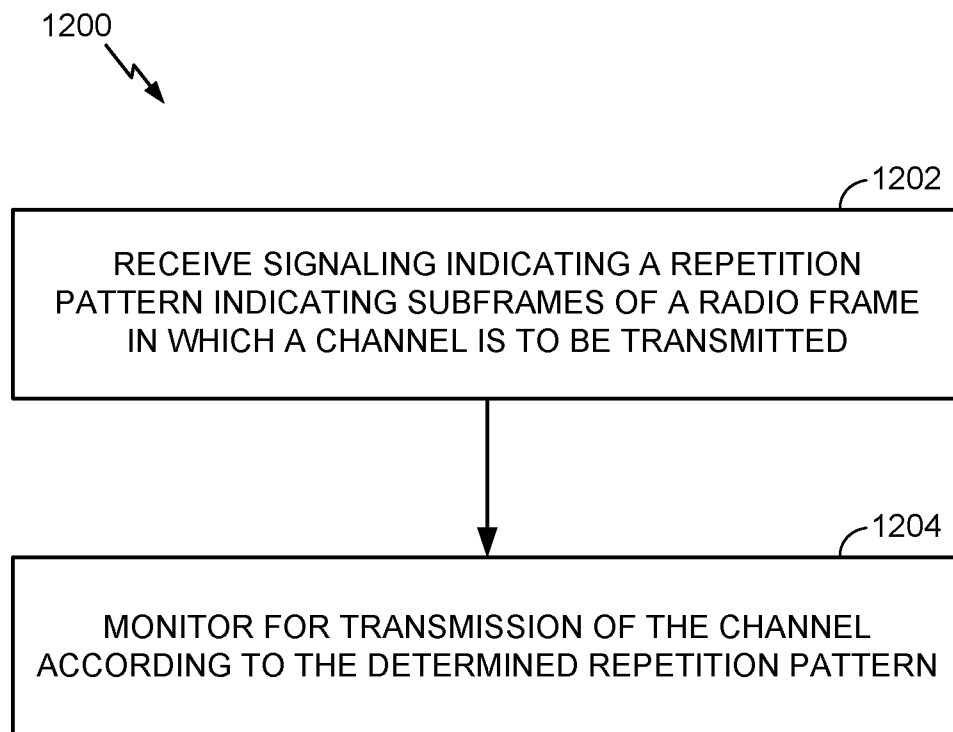 1200
1202
RECEIVE SIGNALING INDICATING A REPETITION
PATTERN INDICATING SUBFRAMES OF A RADIO FRAME
IN WHICH A CHANNEL IS TO BE TRANSMITTED
1204
MONITOR FOR TRANSMISSION OF THE CHANNEL
ACCORDING TO THE DETERMINED REPETITION PATTERN